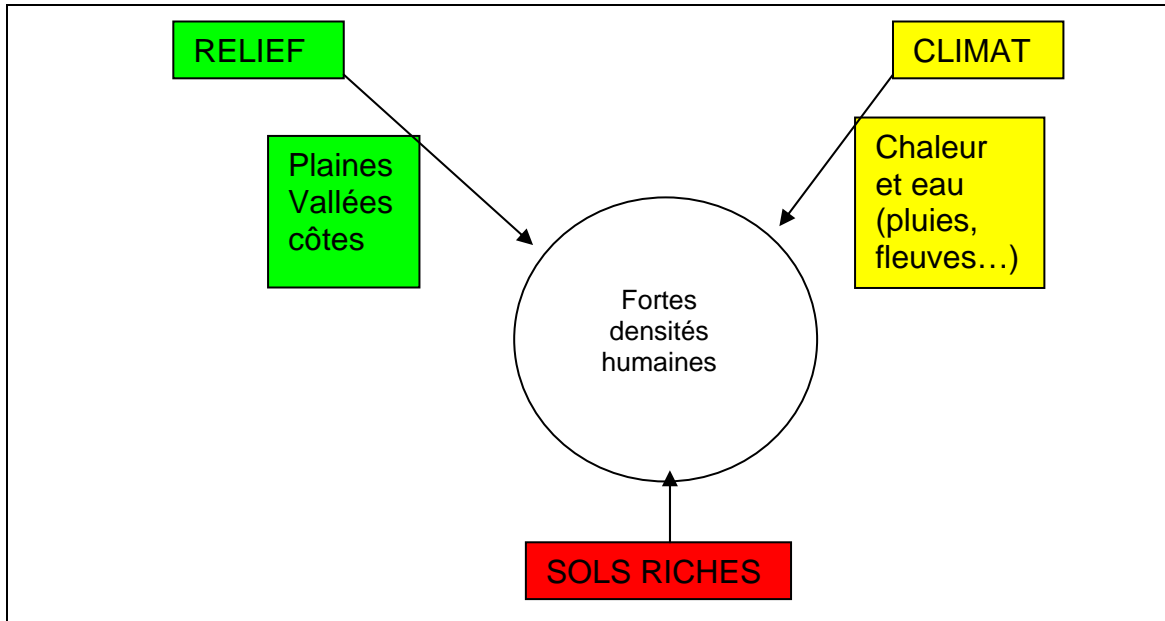 RELIEF
CLIMAT
Plaines
Vallées
côtes
Chaleur
et eau
(pluies,
fleuves…)
Fortes
densités
humaines
SOLS RICHES